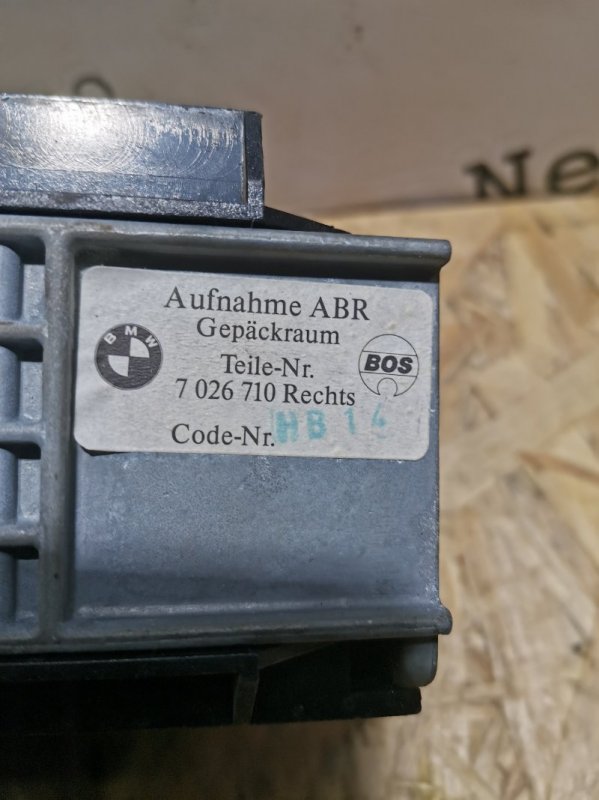 Ne
Aufnahme ABR
Gepäckraum
BMW
BOS
Teile-Nr.
7 026 710 Rechts
Code-Nr. HB 14